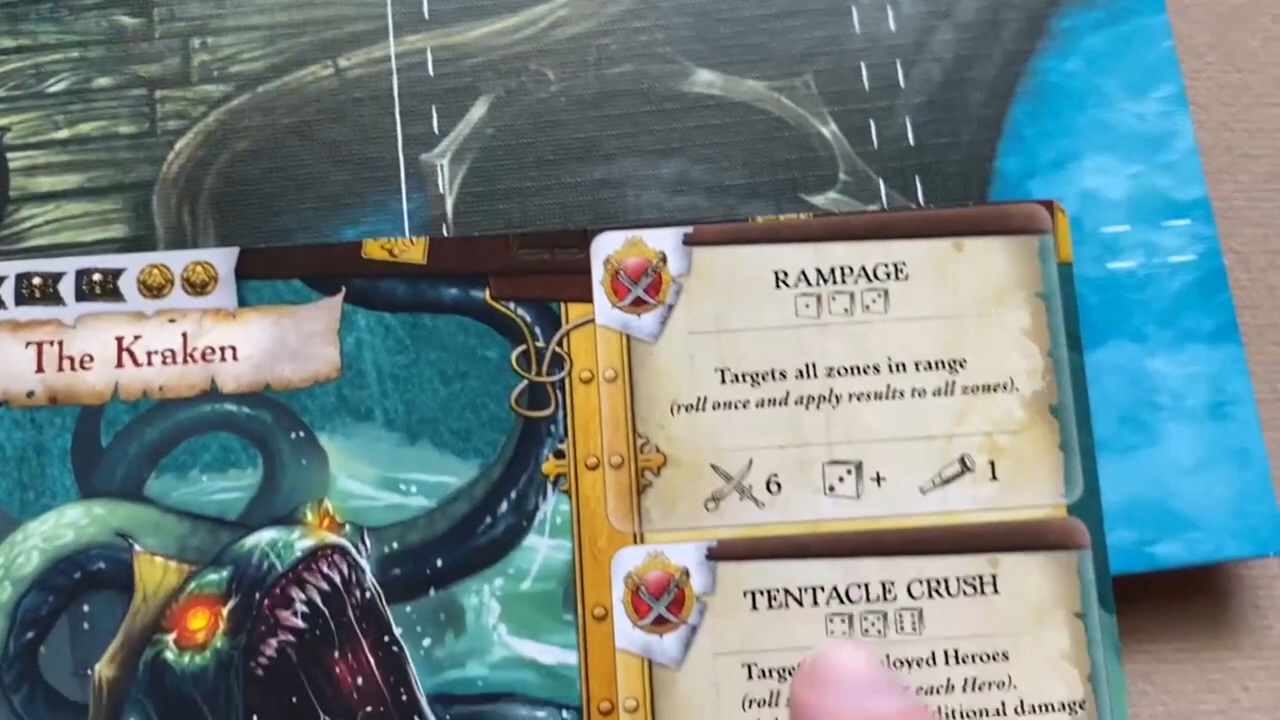 The Kraken
RAMPAGE
Targets all zones in range
(roll once and apply results to all zones).
6 + 1
TENTACLE CRUSH
Heroes
(roll each Hero).
damage